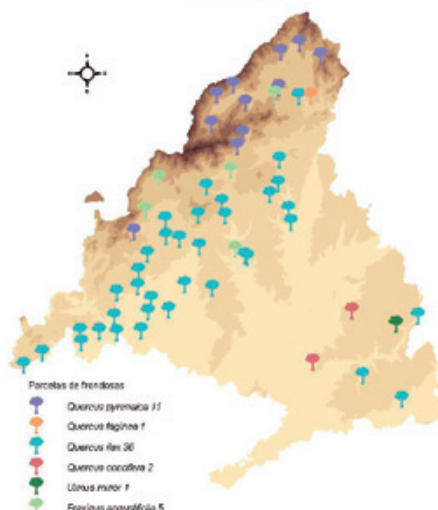 Parcelas de frondosas
Quercus pyrenaica 11
Quercus faginea 1
Quercus ilex 36
Quercus coccifera 2
Ulmus minor 1
Fraxinus angustifolia 5